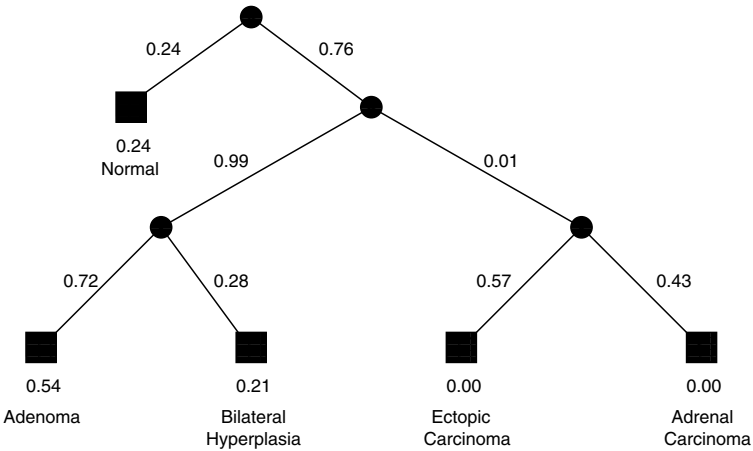 0.24
0.76
0.24
Normal
0.99
0.01
0.72
0.28
0.57
0.43
0.54
0.21
0.00
0.00
Adenoma
Bilateral
Hyperplasia
Ectopic
Carcinoma
Adrenal
Carcinoma